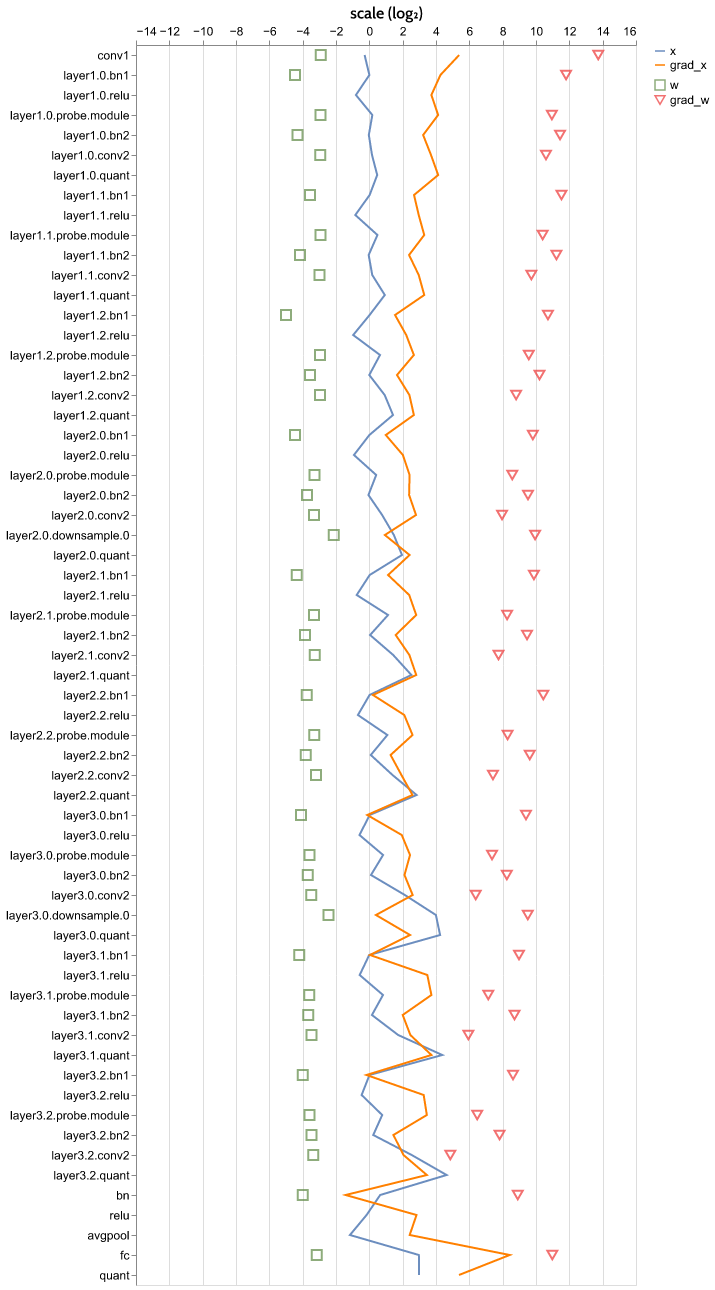 scale (log₂)
−14 −12 −10 −8 −6 −4 −2 0 2 4 6 8 10 12 14 16
x
grad_x
w
grad_w
conv1
layer1.0.bn1
layer1.0.relu
layer1.0.probe.module
layer1.0.bn2
layer1.0.conv2
layer1.0.quant
layer1.1.bn1
layer1.1.relu
layer1.1.probe.module
layer1.1.bn2
layer1.1.conv2
layer1.1.quant
layer1.2.bn1
layer1.2.relu
layer1.2.probe.module
layer1.2.bn2
layer1.2.conv2
layer1.2.quant
layer2.0.bn1
layer2.0.relu
layer2.0.probe.module
layer2.0.bn2
layer2.0.conv2
layer2.0.downsample.0
layer2.0.quant
layer2.1.bn1
layer2.1.relu
layer2.1.probe.module
layer2.1.bn2
layer2.1.conv2
layer2.1.quant
layer2.2.bn1
layer2.2.relu
layer2.2.probe.module
layer2.2.bn2
layer2.2.conv2
layer2.2.quant
layer3.0.bn1
layer3.0.relu
layer3.0.probe.module
layer3.0.bn2
layer3.0.conv2
layer3.0.downsample.0
layer3.0.quant
layer3.1.bn1
layer3.1.relu
layer3.1.probe.module
layer3.1.bn2
layer3.1.conv2
layer3.1.quant
layer3.2.bn1
layer3.2.relu
layer3.2.probe.module
layer3.2.bn2
layer3.2.conv2
layer3.2.quant
bn
relu
avgpool
fc
quant